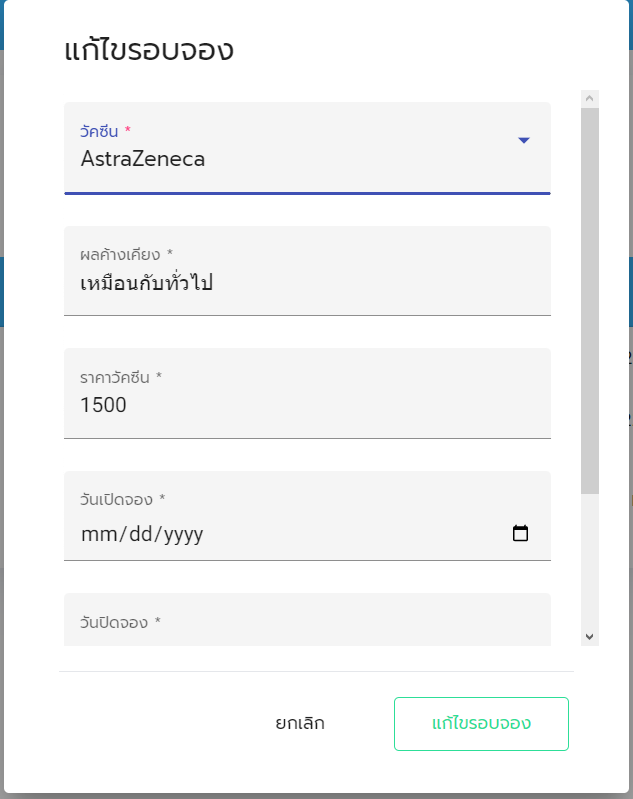 แก้ไขรอบจอง
วัคซีน *
AstraZeneca
ผลค้างเคียง *
เหมือนกับทั่วไป
ราคาวัคซีน *
1500
วันเปิดจอง *
mm/dd/yyyy
วันปิดจอง *
ยกเลิก
แก้ไขรอบจอง